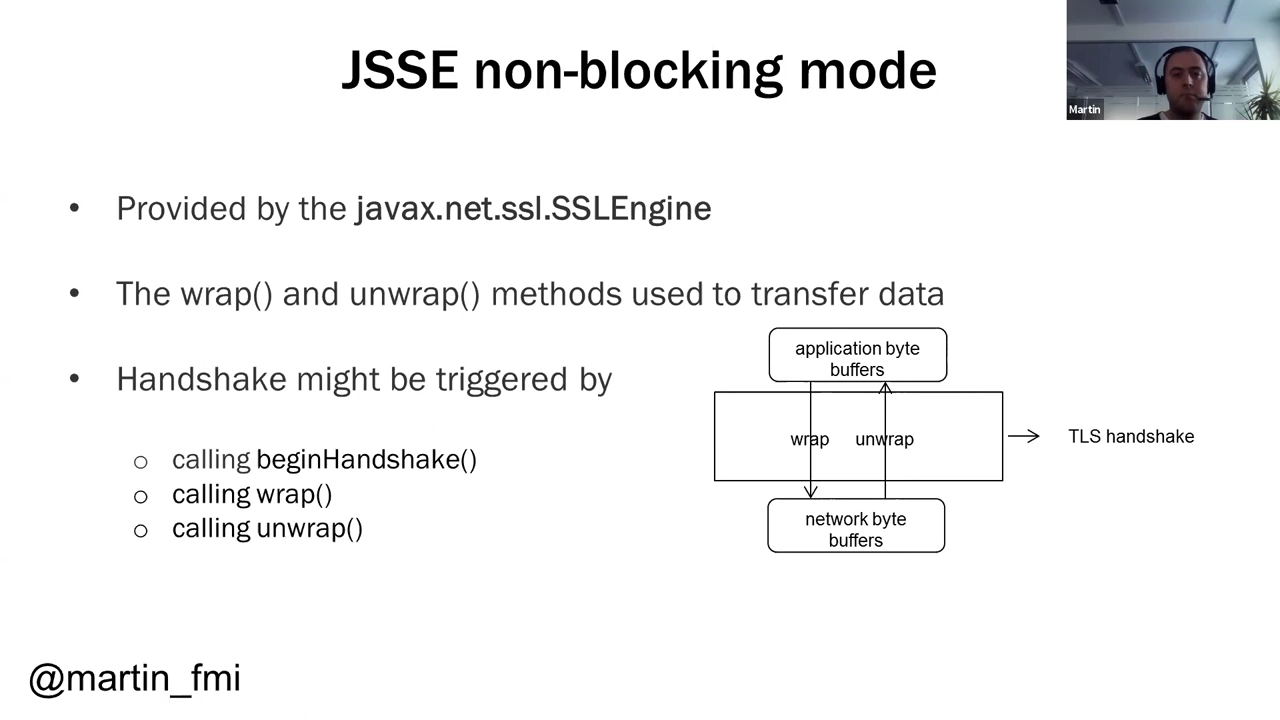 JSSE non-blocking mode
Martin
• Provided by the javax.net.ssl.SSLEngine
• The wrap() and unwrap() methods used to transfer data
• Handshake might be triggered by
o calling beginHandshake()
o calling wrap()
o calling unwrap()
application byte
buffers
wrap unwrap
TLS handshake
network byte
buffers
@martin_fmi